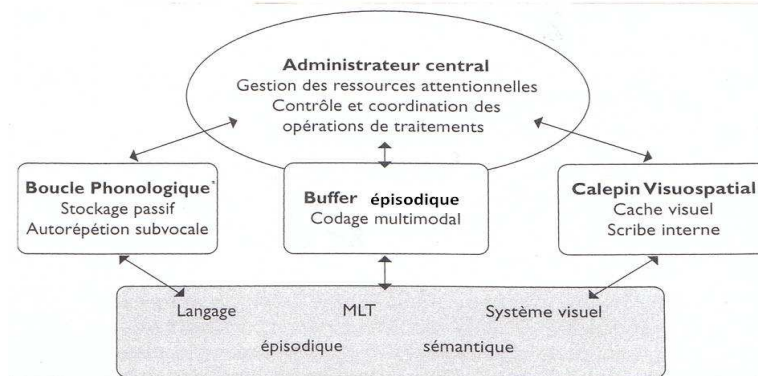 Administrateur central
Gestion des ressources attentionnelles
Contrôle et coordination des
opérations de traitements
Boucle Phonologique*
Stockage passif
Autorépétition subvocale
Buffer épisodique
Codage multimodal
Calepin Visuospatial
Cache visuel
Scribe interne
Langage MLT Système visuel
épisodique sémantique